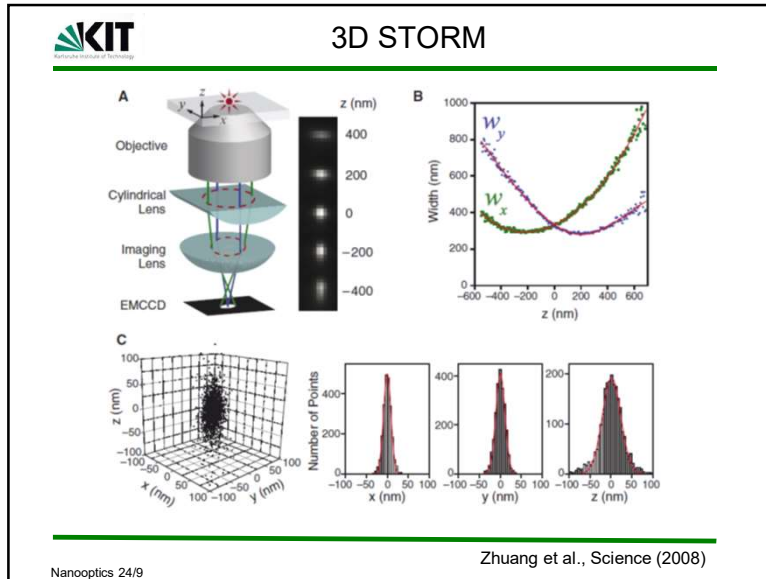 KIT
Karlsruhe Institute of Technology
3D STORM
A
z
y
x
Objective
Cylindrical
Lens
Imaging
Lens
EMCCD
z (nm)
400
200
0
−200
−400
B
Width (nm)
1000
800
600
400
200
0
w_y
w_x
−600 −400 −200 0 200 400 600
z (nm)
C
z (nm)
100
50
0
−50
−100
−100 −50 0 50 100
x (nm)
−100 −50 0 50 100
y (nm)
Number of Points
400
200
0
−100 −50 0 50 100
x (nm)
400
200
0
−100 −50 0 50 100
y (nm)
200
100
0
−100 −50 0 50 100
z (nm)
Zhuang et al., Science (2008)
Nanooptics 24/9